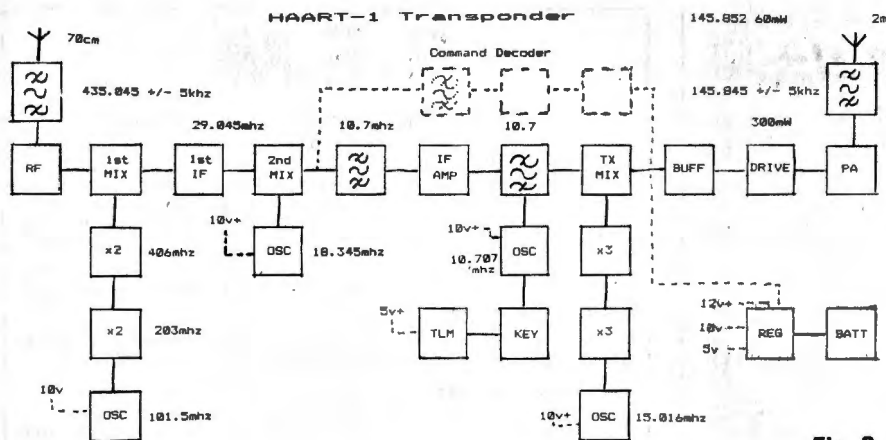 HAART-1 Transponder
145.852 60mW
2m
70cm
Command Decoder
435.045 +/- 5khz
145.845 +/- 5khz
29.045mhz
10.7mhz
10.7
300mW
RF
1st MIX
1st IF
2nd MIX
IF AMP
TX MIX
BUFF
DRIVE
PA
x2
406mhz
10v+
OSC
18.345mhz
10v+
OSC
10.707 mhz
x3
x2
203mhz
5v+
TLM
KEY
x3
12v+
10v
5v
REG
BATT
10v
OSC
101.5mhz
10v+
OSC
15.016mhz